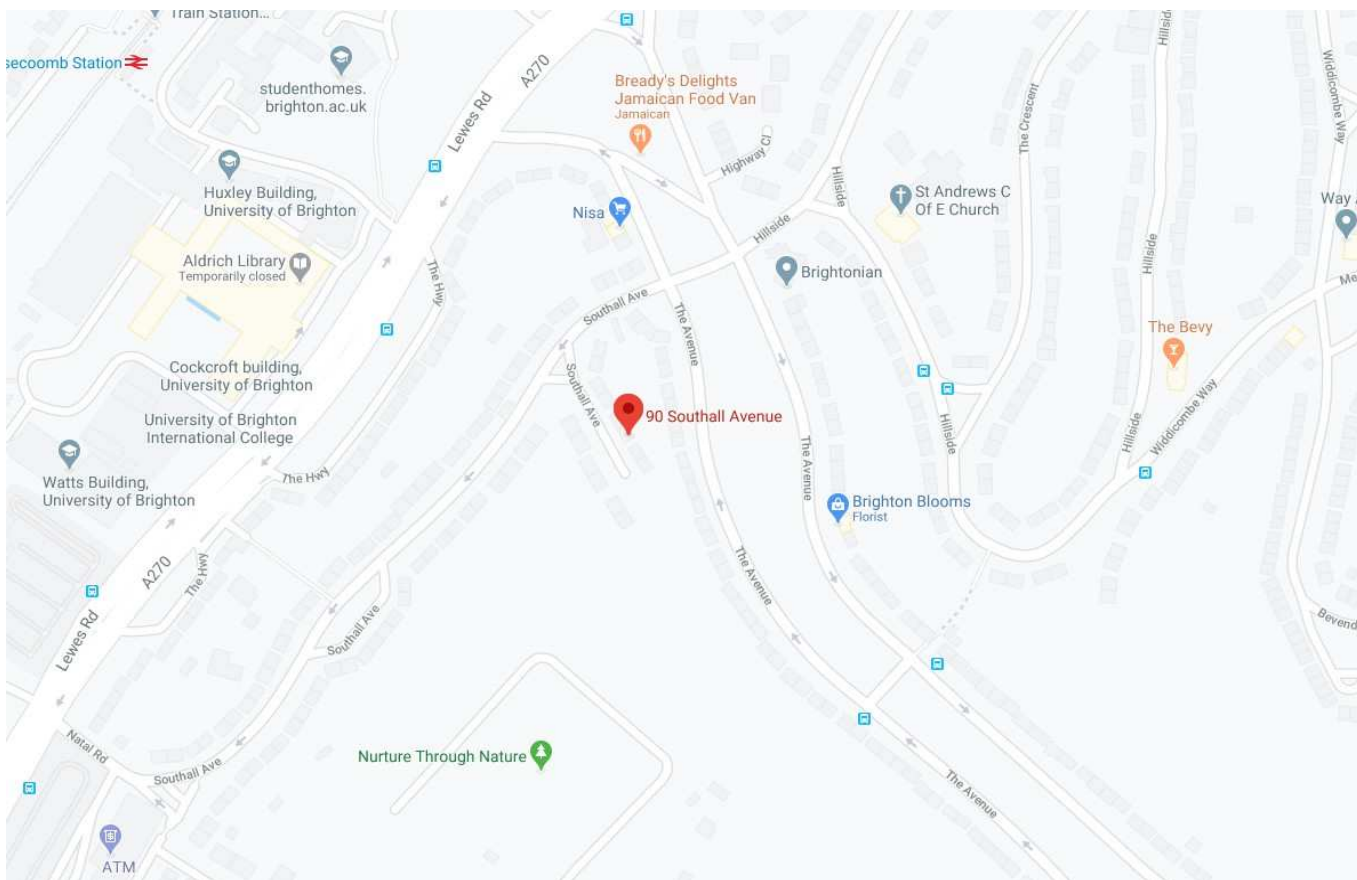 Train Station...
secoomb Station
studenthomes.
brighton.ac.uk
A270
Lewes Rd
Bready's Delights
Jamaican Food Van
Jamaican
Highway Cl
Hillside
The Crescent
Hillside
Widdicombe Way
Huxley Building,
University of Brighton
Nisa
St Andrews C
Of E Church
Way
Hillside
Aldrich Library
Temporarily closed
The Hwy
Brightonian
Hillside
Me
Southall Ave
The Avenue
The Bevy
Cockcroft building,
University of Brighton
Southall Ave
University of Brighton
International College
90 Southall Avenue
Hillside
Hillside
Widdicombe Way
The Avenue
Watts Building,
University of Brighton
The Hwy
Brighton Blooms
Florist
A270
The Hwy
The Avenue
Lewes Rd
Southall Ave
Bevend
Natal Rd
Nurture Through Nature
Southall Ave
The Avenue
ATM